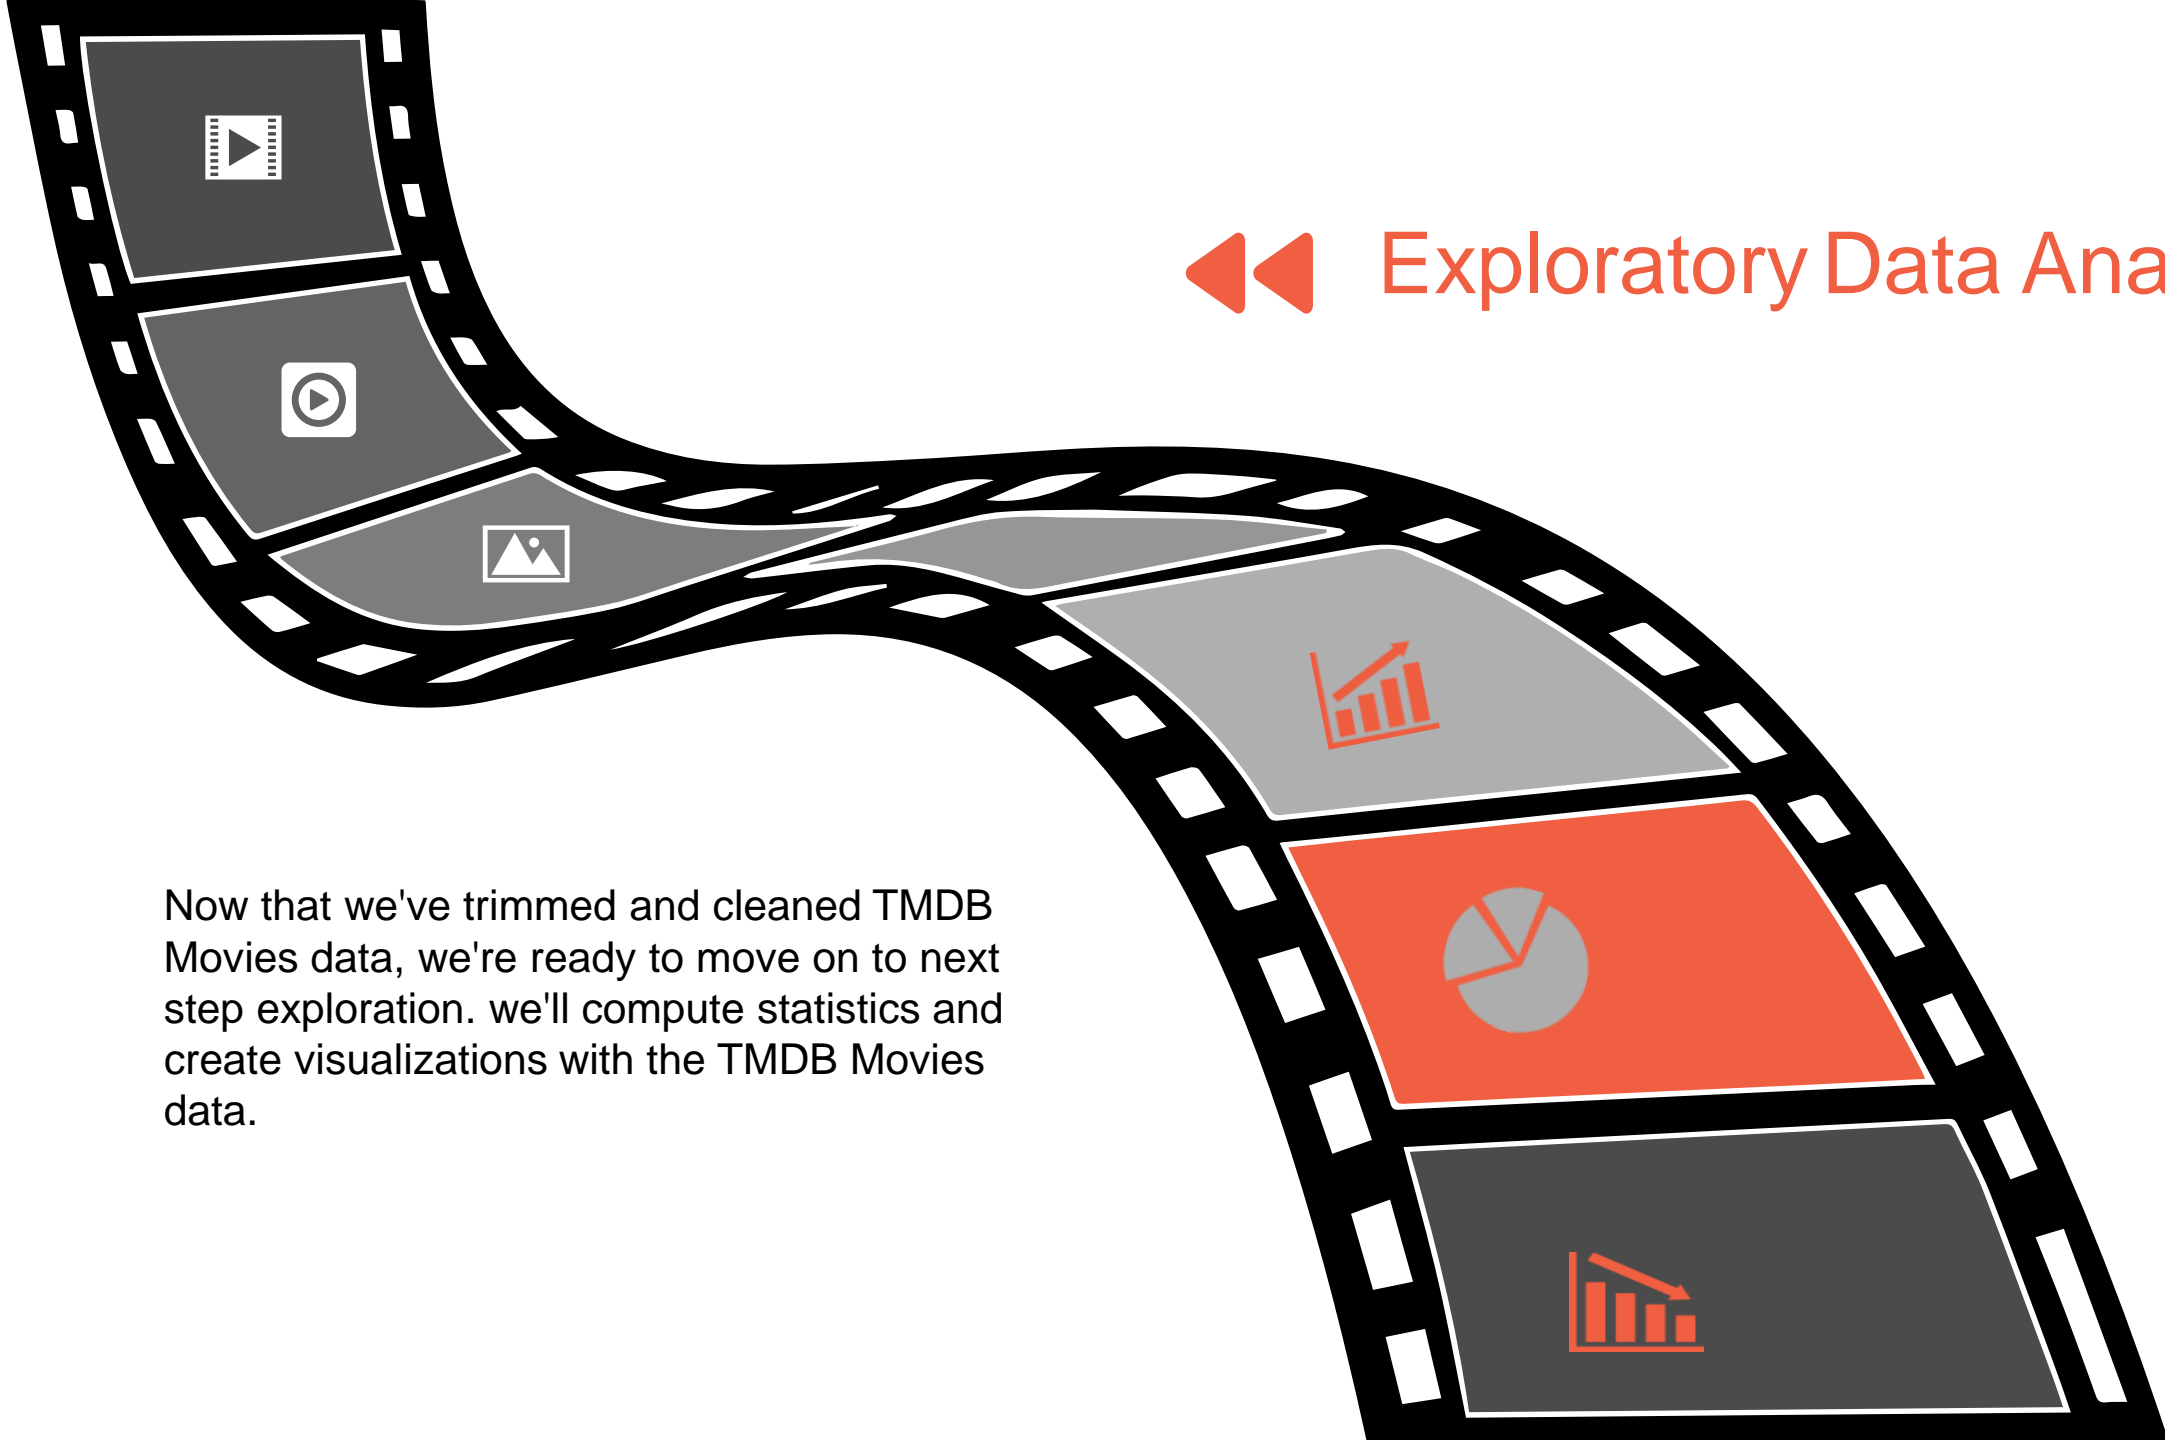 Exploratory Data Ana
Now that we've trimmed and cleaned TMDB
Movies data, we're ready to move on to next
step exploration. we'll compute statistics and
create visualizations with the TMDB Movies
data.